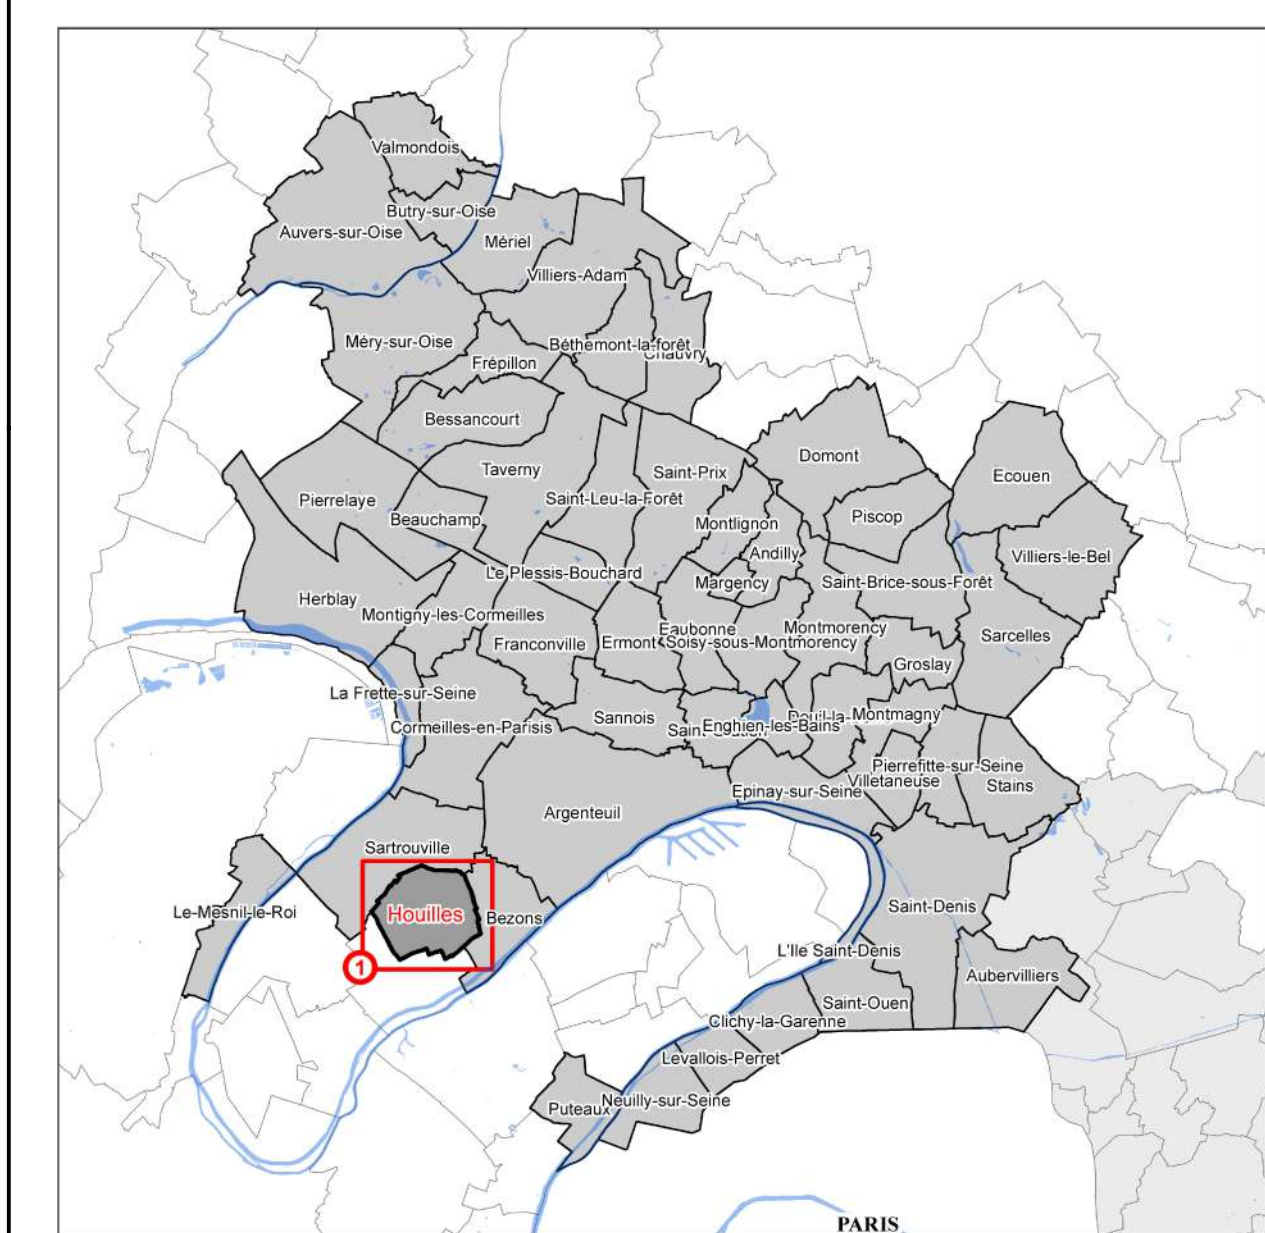 Valmondois
Butry-sur-Oise
Auvers-sur-Oise
Mériel
Villiers-Adam
Méry-sur-Oise
Béthemont-la-forêt
Chauvry
Frépillon
Bessancourt
Domont
Taverny
Saint-Prix
Ecouen
Pierrelaye
Saint-Leu-la-Forêt
Beauchamp
Montlignon
Piscop
Andilly
Villiers-le-Bel
Le Plessis-Bouchard
Margency
Saint-Brice-sous-Forêt
Herblay
Montigny-les-Cormeilles
Franconville
Ermont
Eaubonne
Soisy-sous-Montmorency
Montmorency
Sarcelles
Groslay
La Frette-sur-Seine
Cormeilles-en-Parisis
Sannois
Enghien-les-Bains
Montmagny
Pierrefitte-sur-Seine
Villetaneuse
Stains
Epinay-sur-Seine
Argenteuil
Sartrouville
Le-Mesnil-le-Roi
Houilles
Bezons
Saint-Denis
1
L'Ile Saint-Denis
Aubervilliers
Saint-Ouen
Clichy-la-Garenne
Levallois-Perret
Neuilly-sur-Seine
Puteaux
PARIS